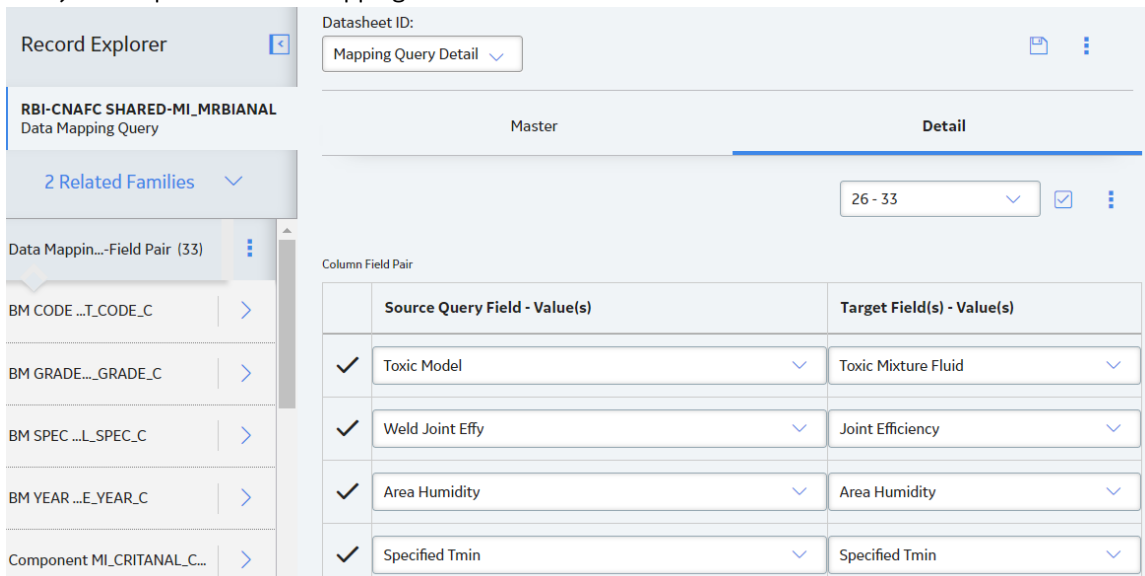 Record Explorer
RBI-CNAFC SHARED-MI_MRBIANAL
Data Mapping Query
2 Related Families
Data Mappin...-Field Pair (33)
BM CODE ...T_CODE_C
BM GRADE..._GRADE_C
BM SPEC ...L_SPEC_C
BM YEAR ...E_YEAR_C
Component MI_CRITANAL_C...
Datasheet ID:
Mapping Query Detail
Master Detail
26 - 33
Column Field Pair
Source Query Field - Value(s) Target Field(s) - Value(s)
Toxic Model Toxic Mixture Fluid
Weld Joint Effy Joint Efficiency
Area Humidity Area Humidity
Specified Tmin Specified Tmin